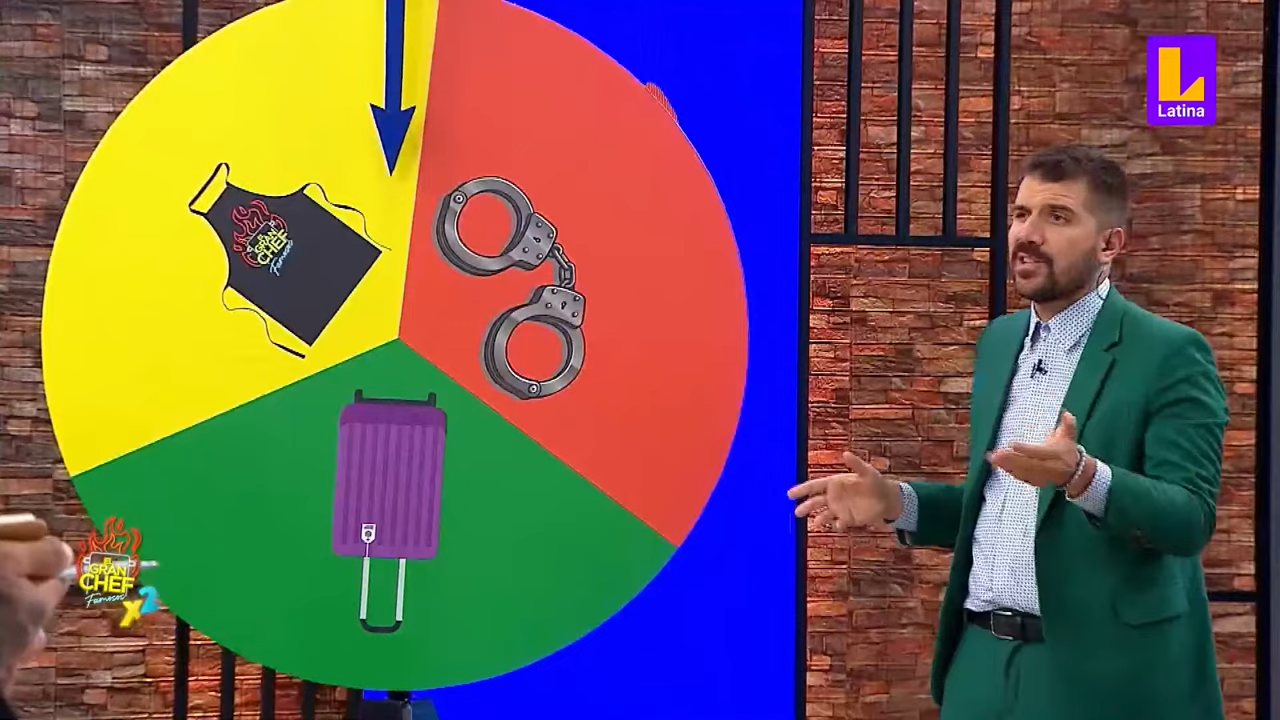 Latina
EL
GRAN
CHEF
Famosos
GRAN
CHEF
Famosos
x2